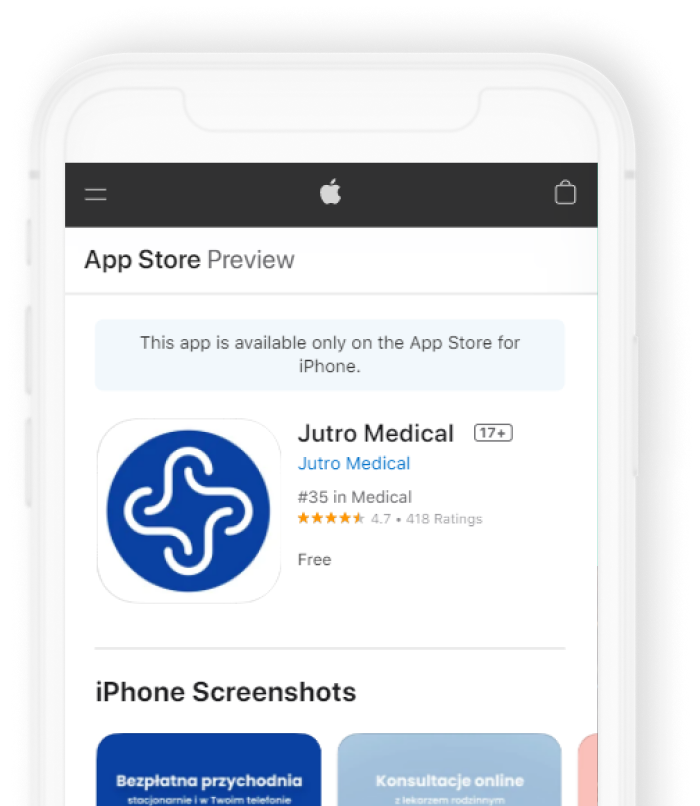 App Store Preview
This app is available only on the App Store for
iPhone.
Jutro Medical 17+
Jutro Medical
#35 in Medical
4.7 • 418 Ratings
Free
iPhone Screenshots
Bezpłatna przychodnia
stacjonarnie i w Twoim telefonie
Konsultacje online
z lekarzem rodzinnym